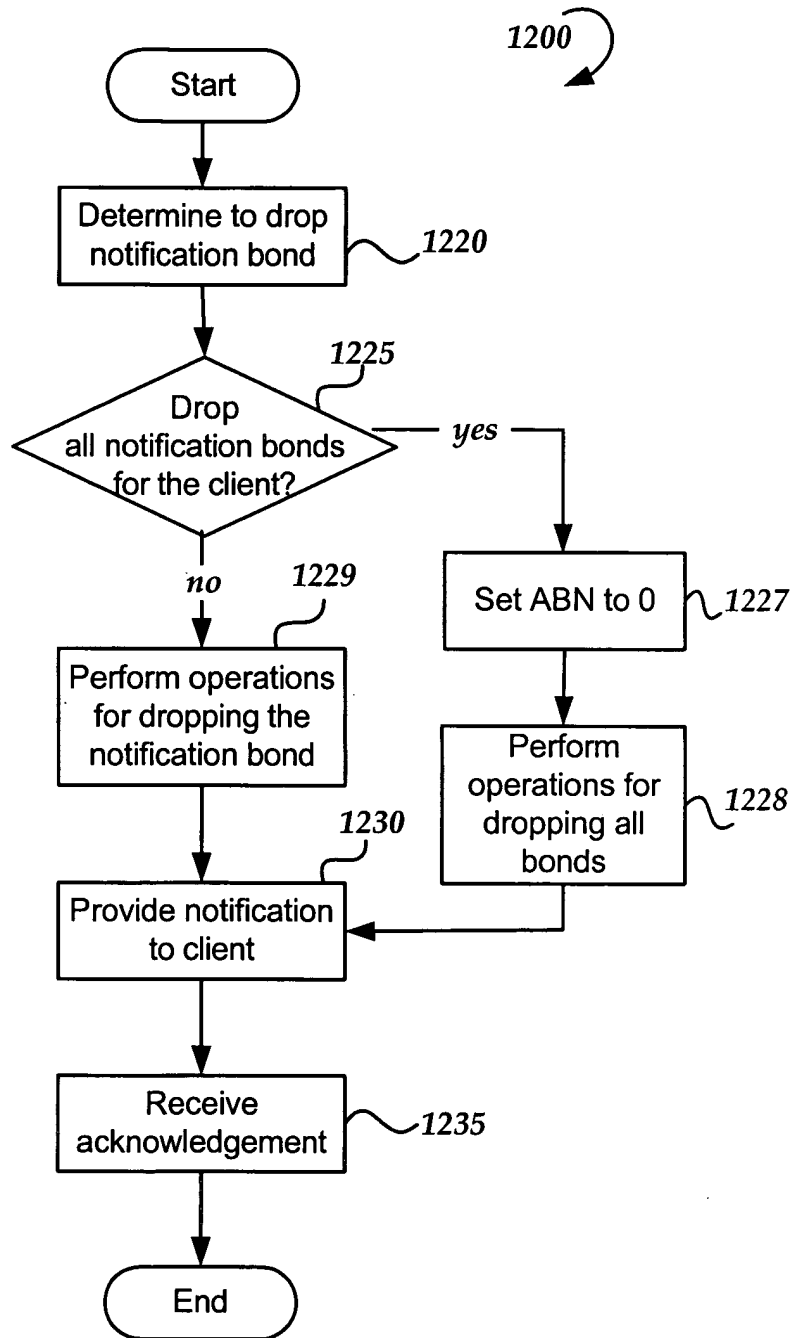 1200
Start
Determine to drop
notification bond
1220
1225
Drop
all notification bonds
for the client?
yes
no
1229
Set ABN to 0
1227
Perform operations
for dropping the
notification bond
Perform
operations for
dropping all
bonds
1228
1230
Provide notification
to client
Receive
acknowledgement
1235
End